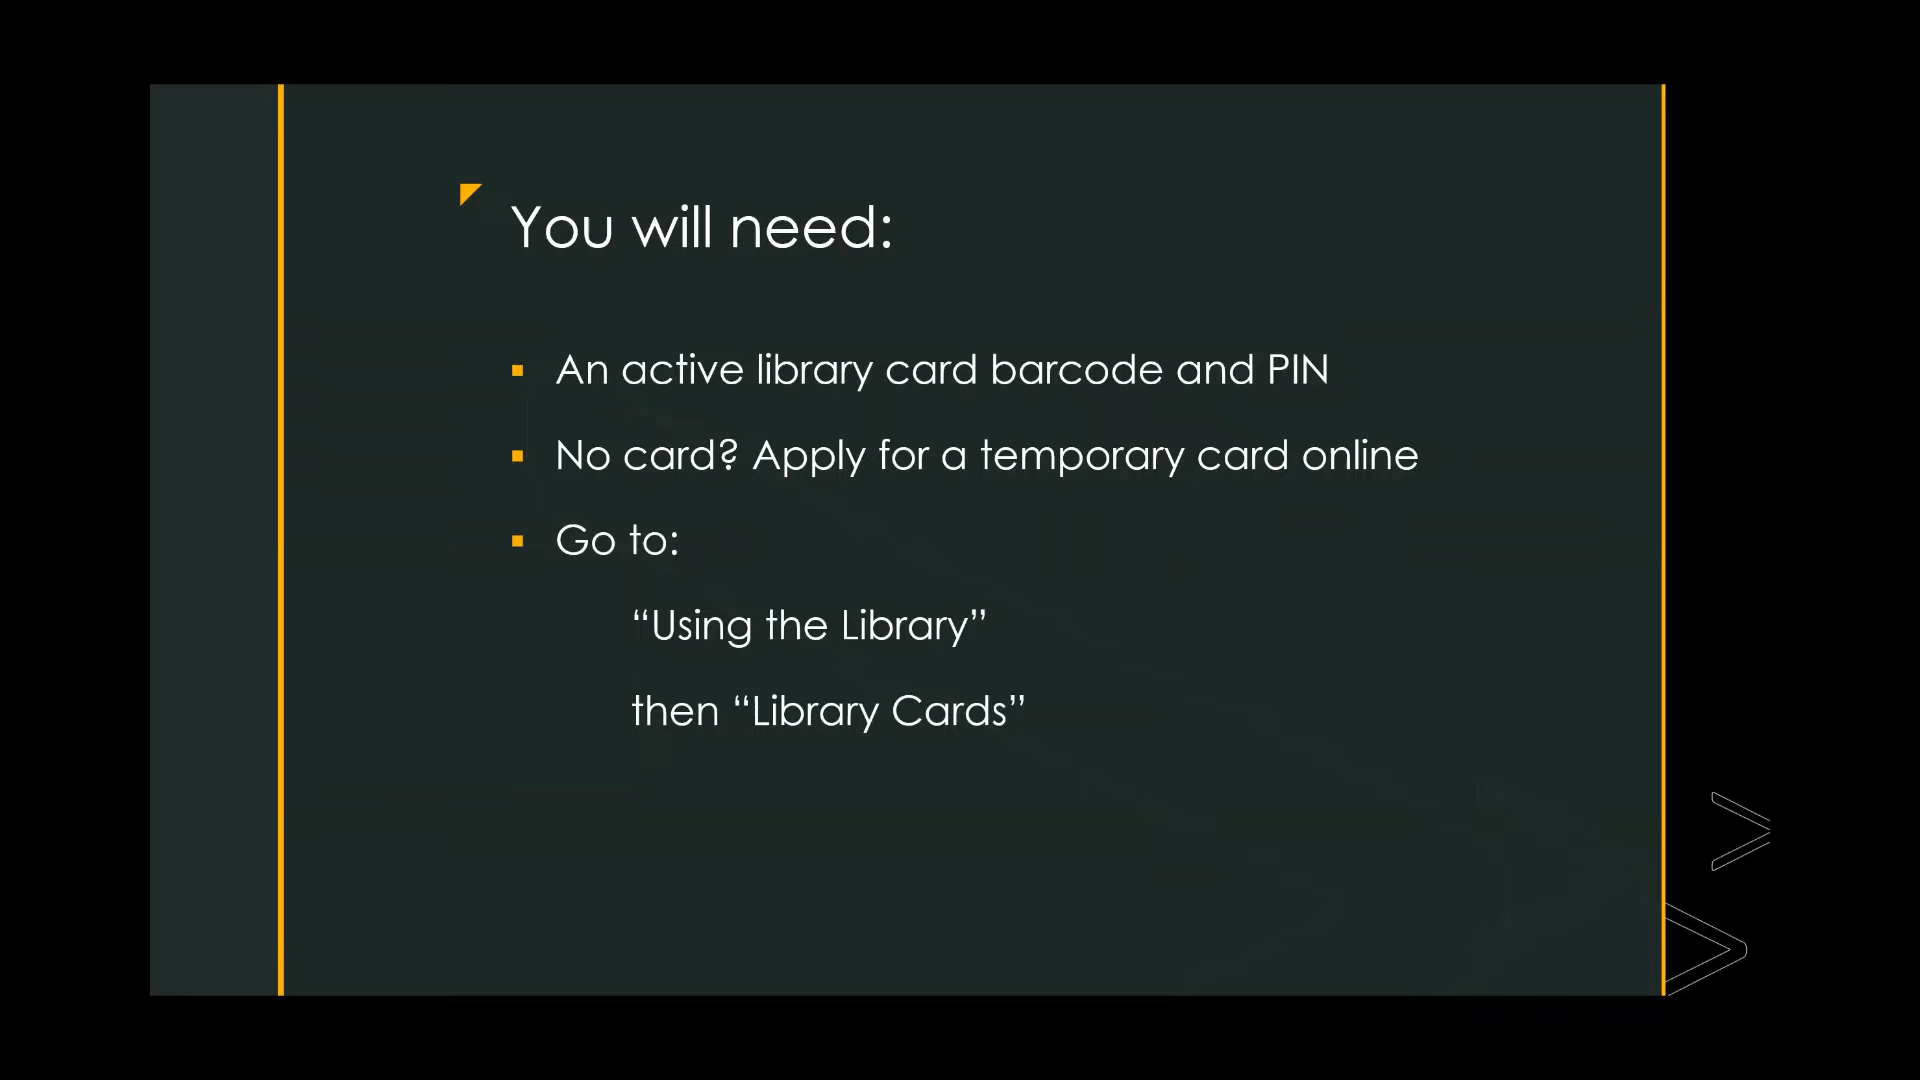 You will need:
An active library card barcode and PIN
No card? Apply for a temporary card online
Go to:
“Using the Library”
then “Library Cards”